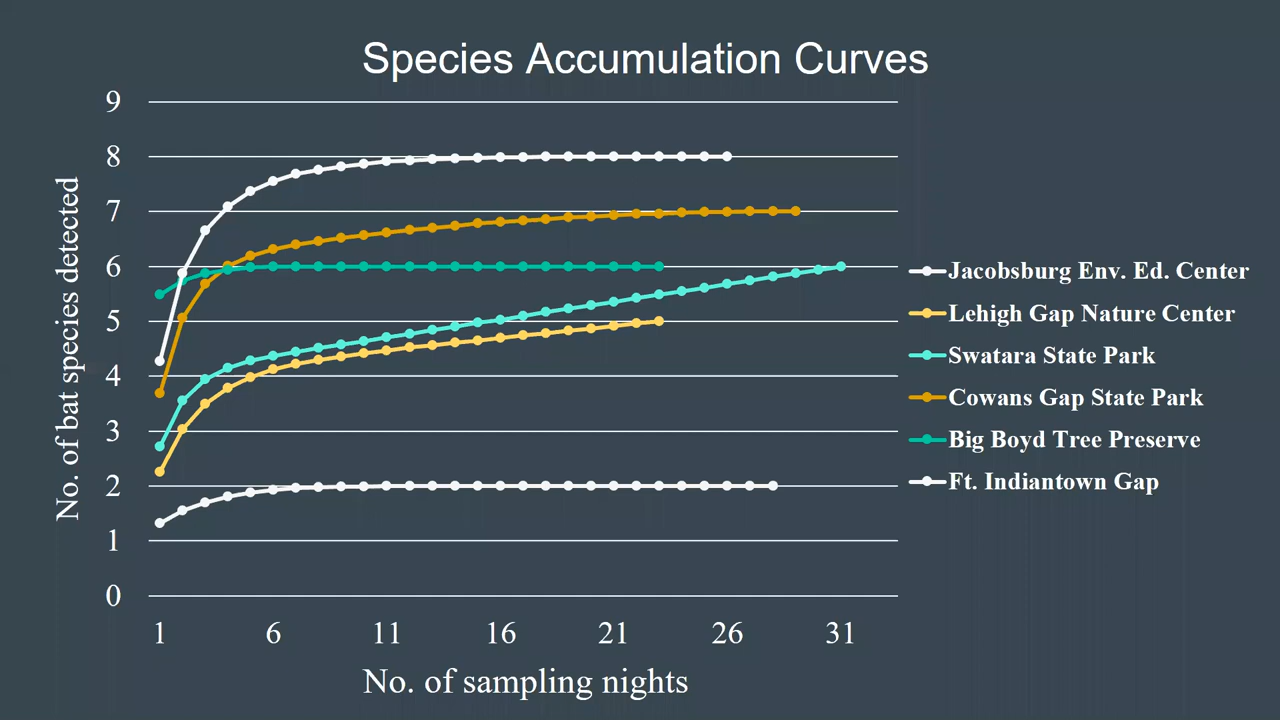 Species Accumulation Curves
No. of bat species detected
9
8
7
6
5
4
3
2
1
0
1 6 11 16 21 26 31
No. of sampling nights
Jacobsburg Env. Ed. Center
Lehigh Gap Nature Center
Swatara State Park
Cowans Gap State Park
Big Boyd Tree Preserve
Ft. Indiantown Gap